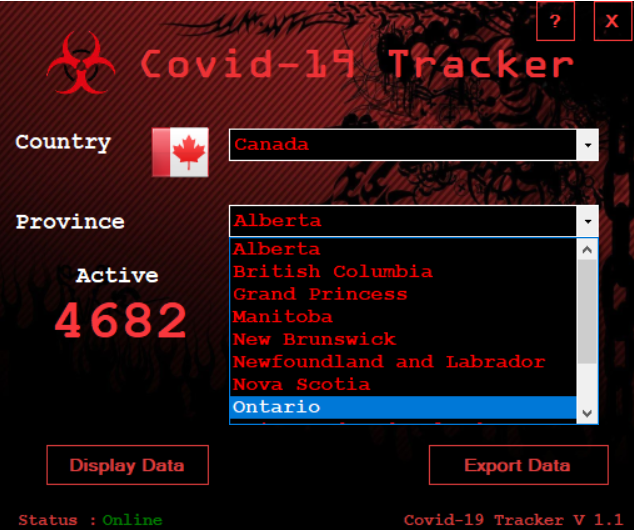 ? X
Covid-19 Tracker
Country Canada
Province Alberta
Alberta
British Columbia
Grand Princess
Manitoba
New Brunswick
Newfoundland and Labrador
Nova Scotia
Ontario
Active
4682
Display Data Export Data
Status : Online Covid-19 Tracker V 1.1